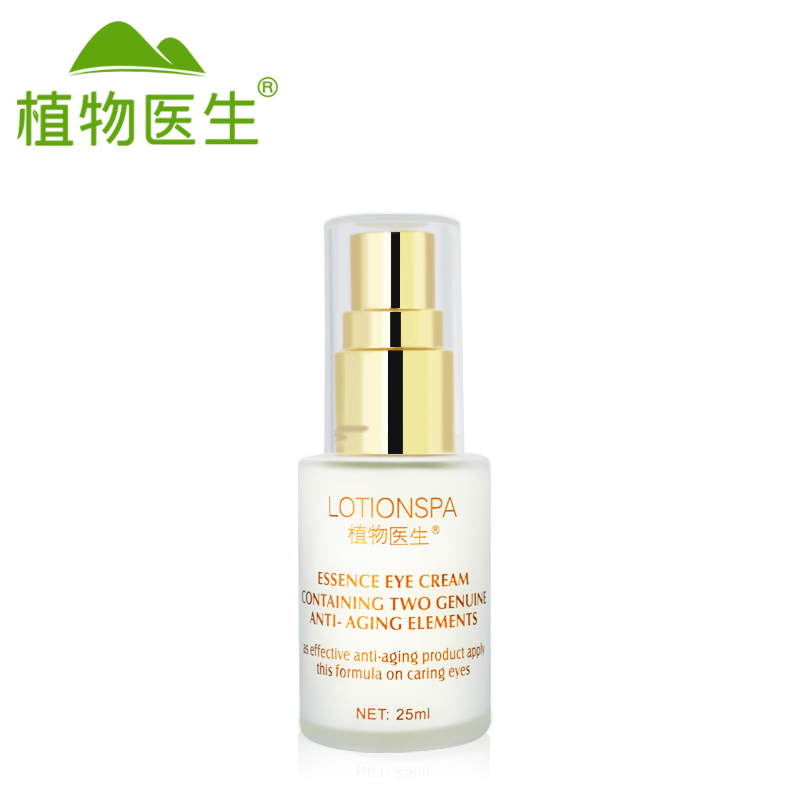 植物医生®
LOTIONSPA
植物医生®
ESSENCE EYE CREAM
CONTAINING TWO GENUINE
ANTI- AGING ELEMENTS
as effective anti-aging product apply
this formula on caring eyes
NET: 25ml